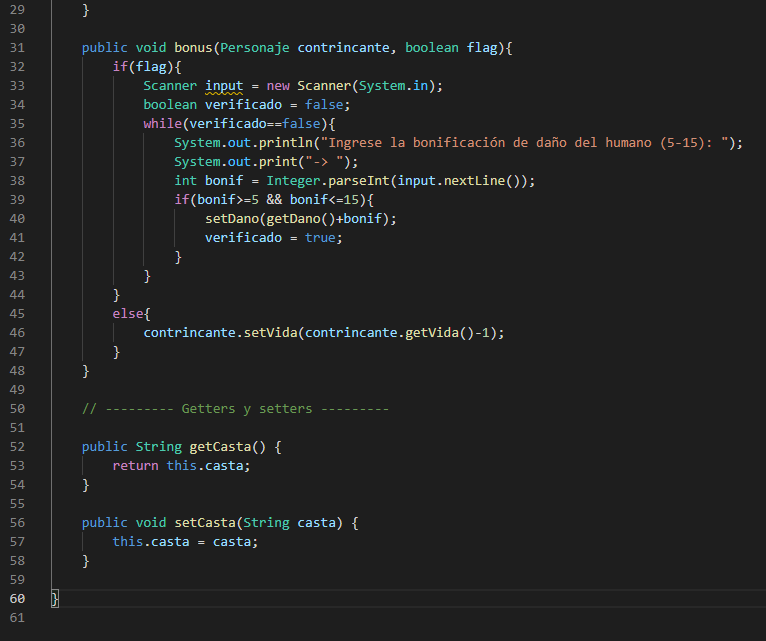 29 }
30
31 public void bonus(Personaje contrincante, boolean flag){
32 if(flag){
33 Scanner input = new Scanner(System.in);
34 boolean verificado = false;
35 while(verificado==false){
36 System.out.println("Ingrese la bonificación de daño del humano (5-15): ");
37 System.out.print("-> ");
38 int bonif = Integer.parseInt(input.nextLine());
39 if(bonif>=5 && bonif<=15){
40 setDano(getDano()+bonif);
41 verificado = true;
42 }
43 }
44 }
45 else{
46 contrincante.setVida(contrincante.getVida()-1);
47 }
48 }
49
50 // --------- Getters y setters ---------
51
52 public String getCasta() {
53 return this.casta;
54 }
55
56 public void setCasta(String casta) {
57 this.casta = casta;
58 }
59
60 }
61